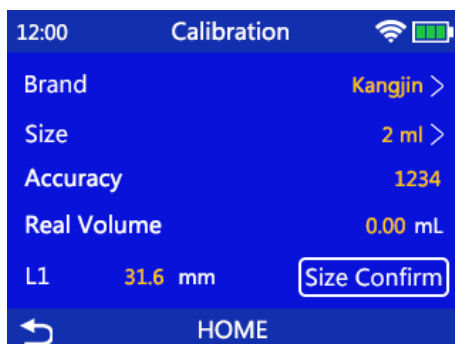 12:00 Calibration
Brand Kangjin >
Size 2 ml >
Accuracy 1234
Real Volume 0.00 mL
L1 31.6 mm Size Confirm
HOME